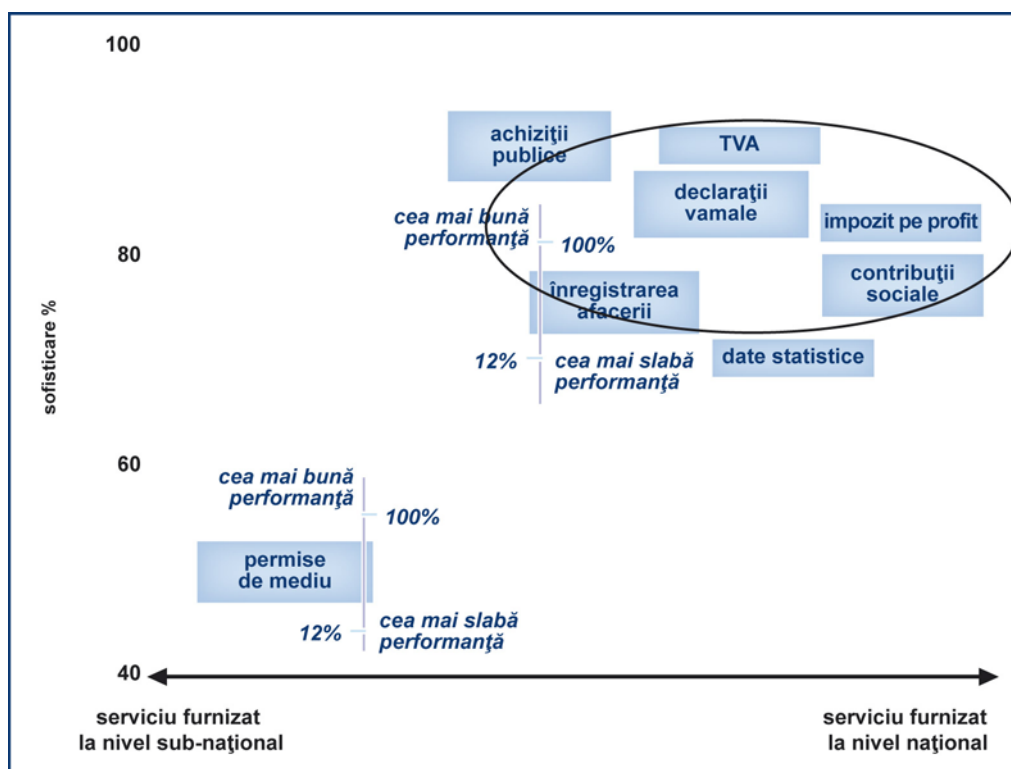 100
achiziţii
publice
TVA
declaraţii
vamale
cea mai bună
performanţă
impozit pe profit
100%
80
contribuţii
sociale
înregistrarea
afacerii
12%
cea mai slabă
performanţă
date statistice
sofisticare %
60
cea mai bună
performanţă
100%
permise
de mediu
12%
cea mai slabă
performanţă
40
serviciu furnizat
la nivel sub-naţional
serviciu furnizat
la nivel naţional